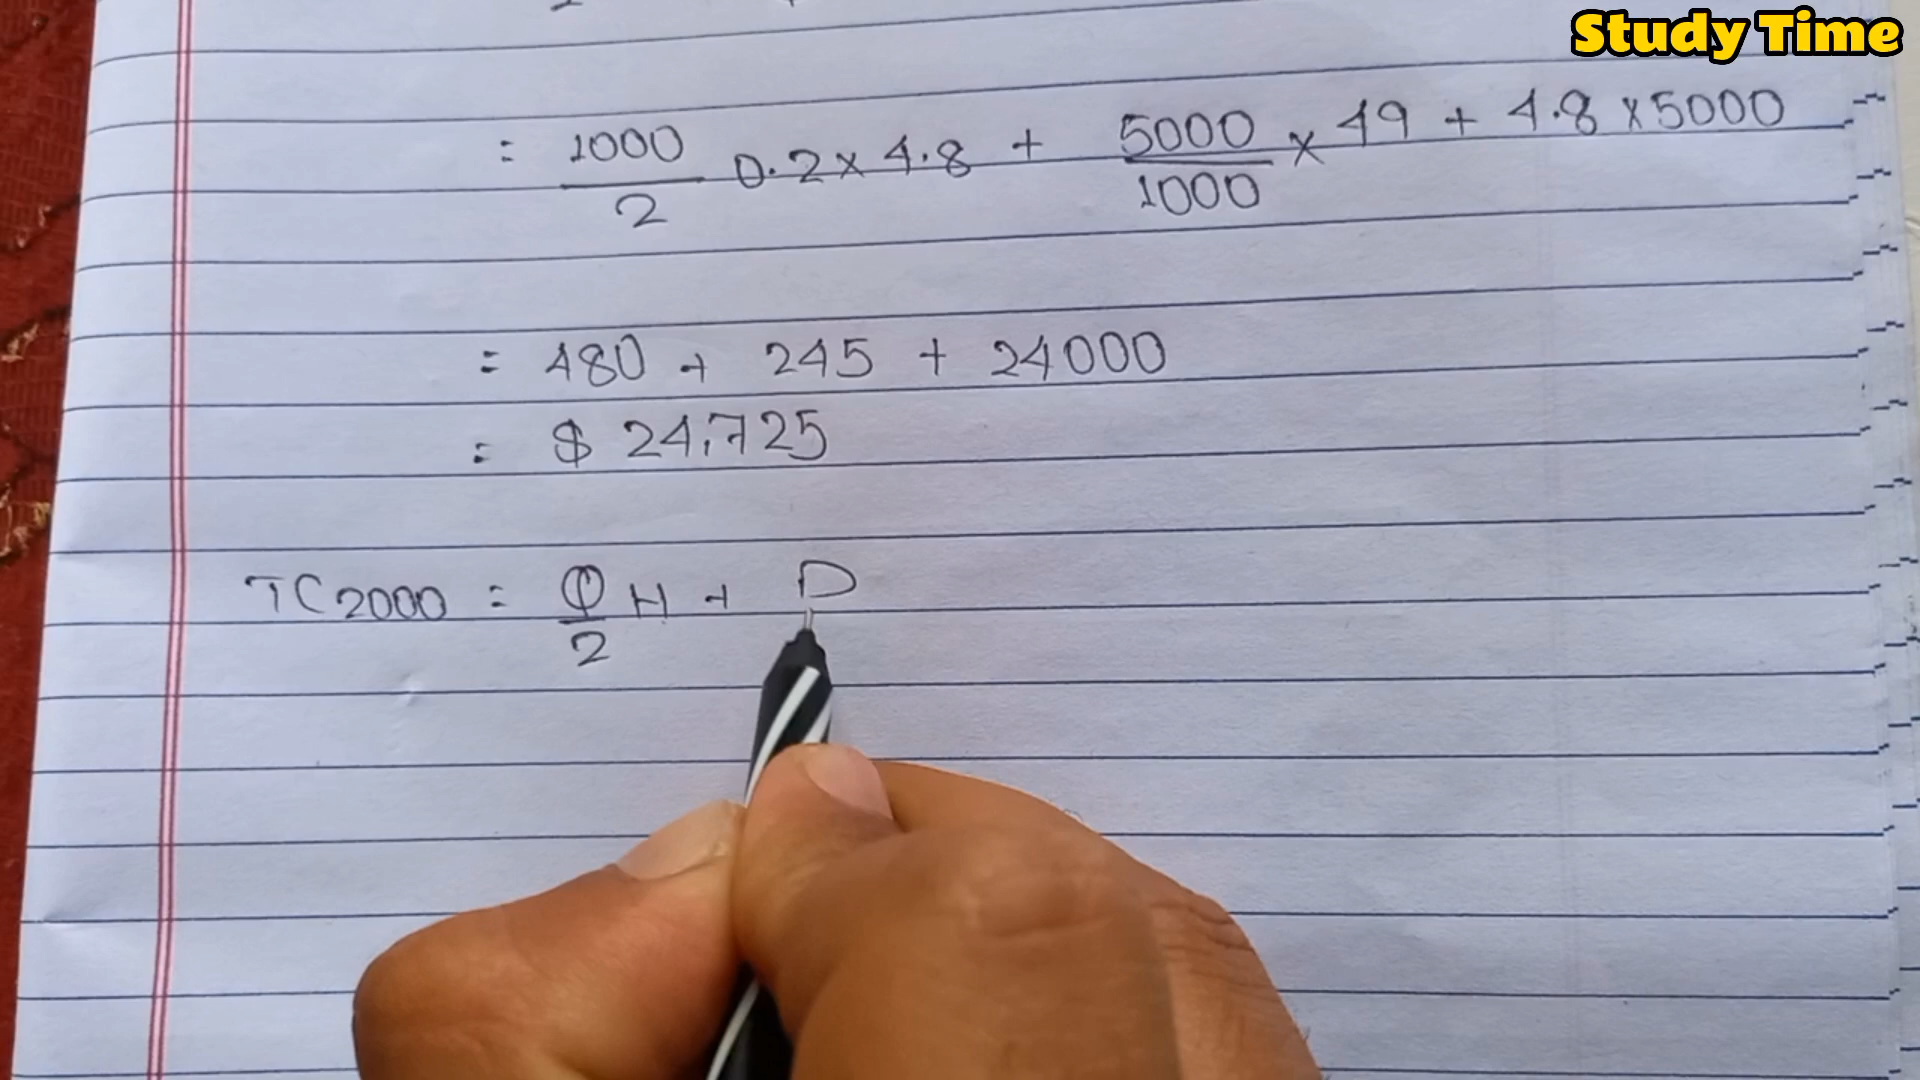 Study Time
= 1000/2 0.2 x 4.8 + 5000/1000 x 49 + 4.8 x 5000
= 480 + 245 + 24000
= $ 24,725
TC2000 = Q/2 H + D